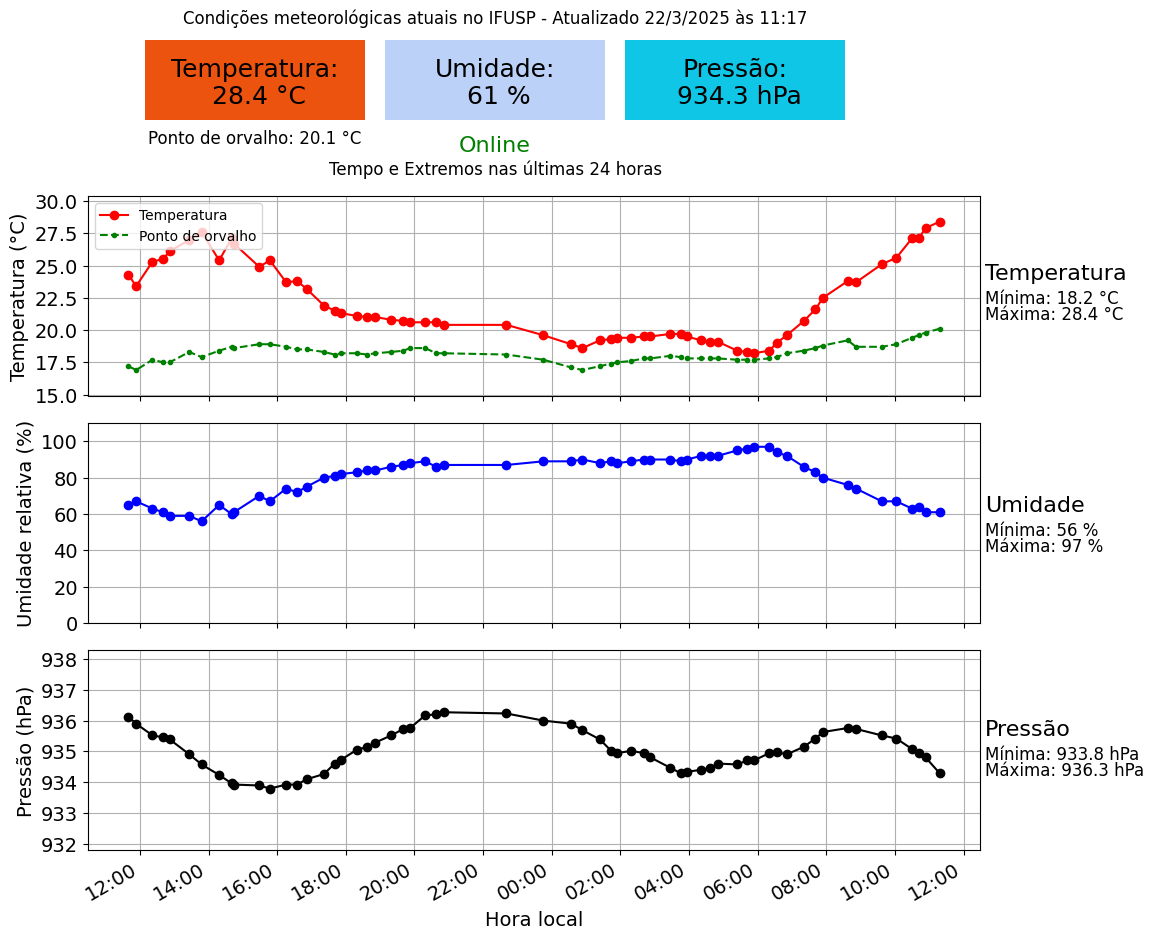 Condições meteorológicas atuais no IFUSP - Atualizado 22/3/2025 às 11:17
Temperatura:
28.4 °C
Umidade:
61 %
Pressão:
934.3 hPa
Ponto de orvalho: 20.1 °C
Online
Tempo e Extremos nas últimas 24 horas
Temperatura (°C)
30.0
27.5
25.0
22.5
20.0
17.5
15.0
Temperatura
Ponto de orvalho
Temperatura
Mínima: 18.2 °C
Máxima: 28.4 °C
Umidade relativa (%)
100
80
60
40
20
0
Umidade
Mínima: 56 %
Máxima: 97 %
Pressão (hPa)
938
937
936
935
934
933
932
Pressão
Mínima: 933.8 hPa
Máxima: 936.3 hPa
12:00 14:00 16:00 18:00 20:00 22:00 00:00 02:00 04:00 06:00 08:00 10:00 12:00
Hora local